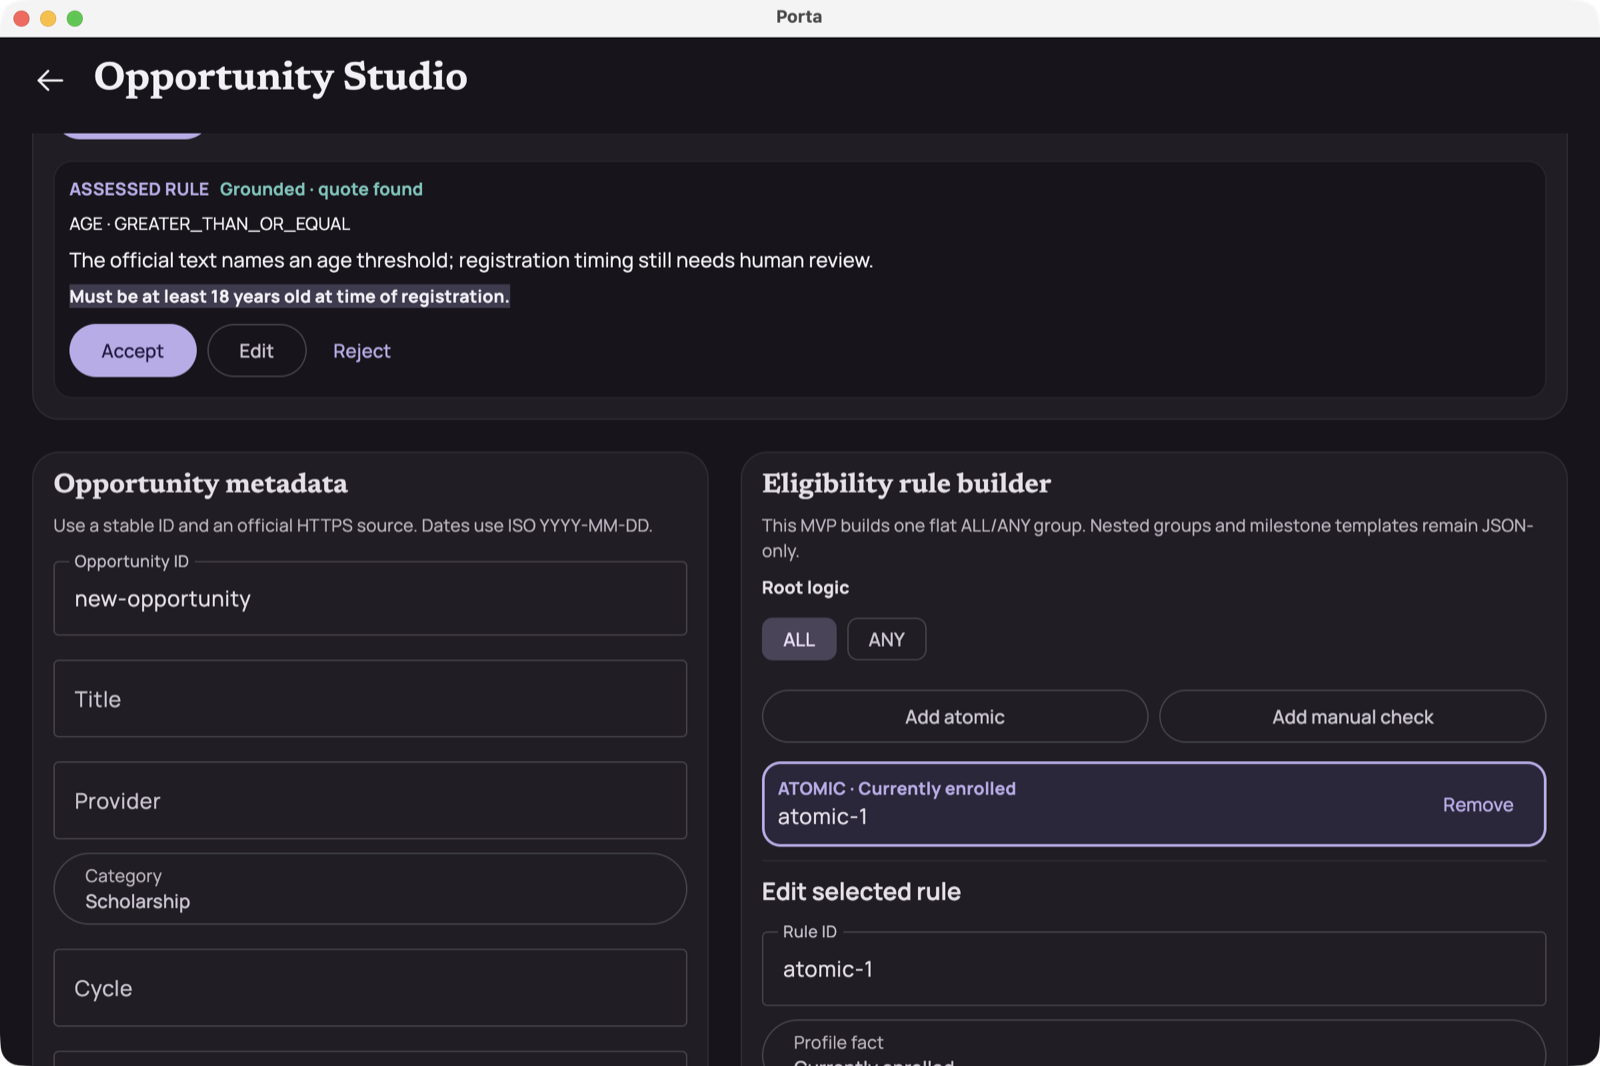 Porta
Opportunity Studio
ASSESSED RULE Grounded · quote found
AGE · GREATER_THAN_OR_EQUAL
The official text names an age threshold; registration timing still needs human review.
Must be at least 18 years old at time of registration.
Accept Edit Reject
Opportunity metadata
Use a stable ID and an official HTTPS source. Dates use ISO YYYY-MM-DD.
Opportunity ID
new-opportunity
Title
Provider
Category
Scholarship
Cycle
Eligibility rule builder
This MVP builds one flat ALL/ANY group. Nested groups and milestone templates remain JSON-
only.
Root logic
ALL ANY
Add atomic Add manual check
ATOMIC · Currently enrolled
atomic-1
Remove
Edit selected rule
Rule ID
atomic-1
Profile fact
Currently enrolled